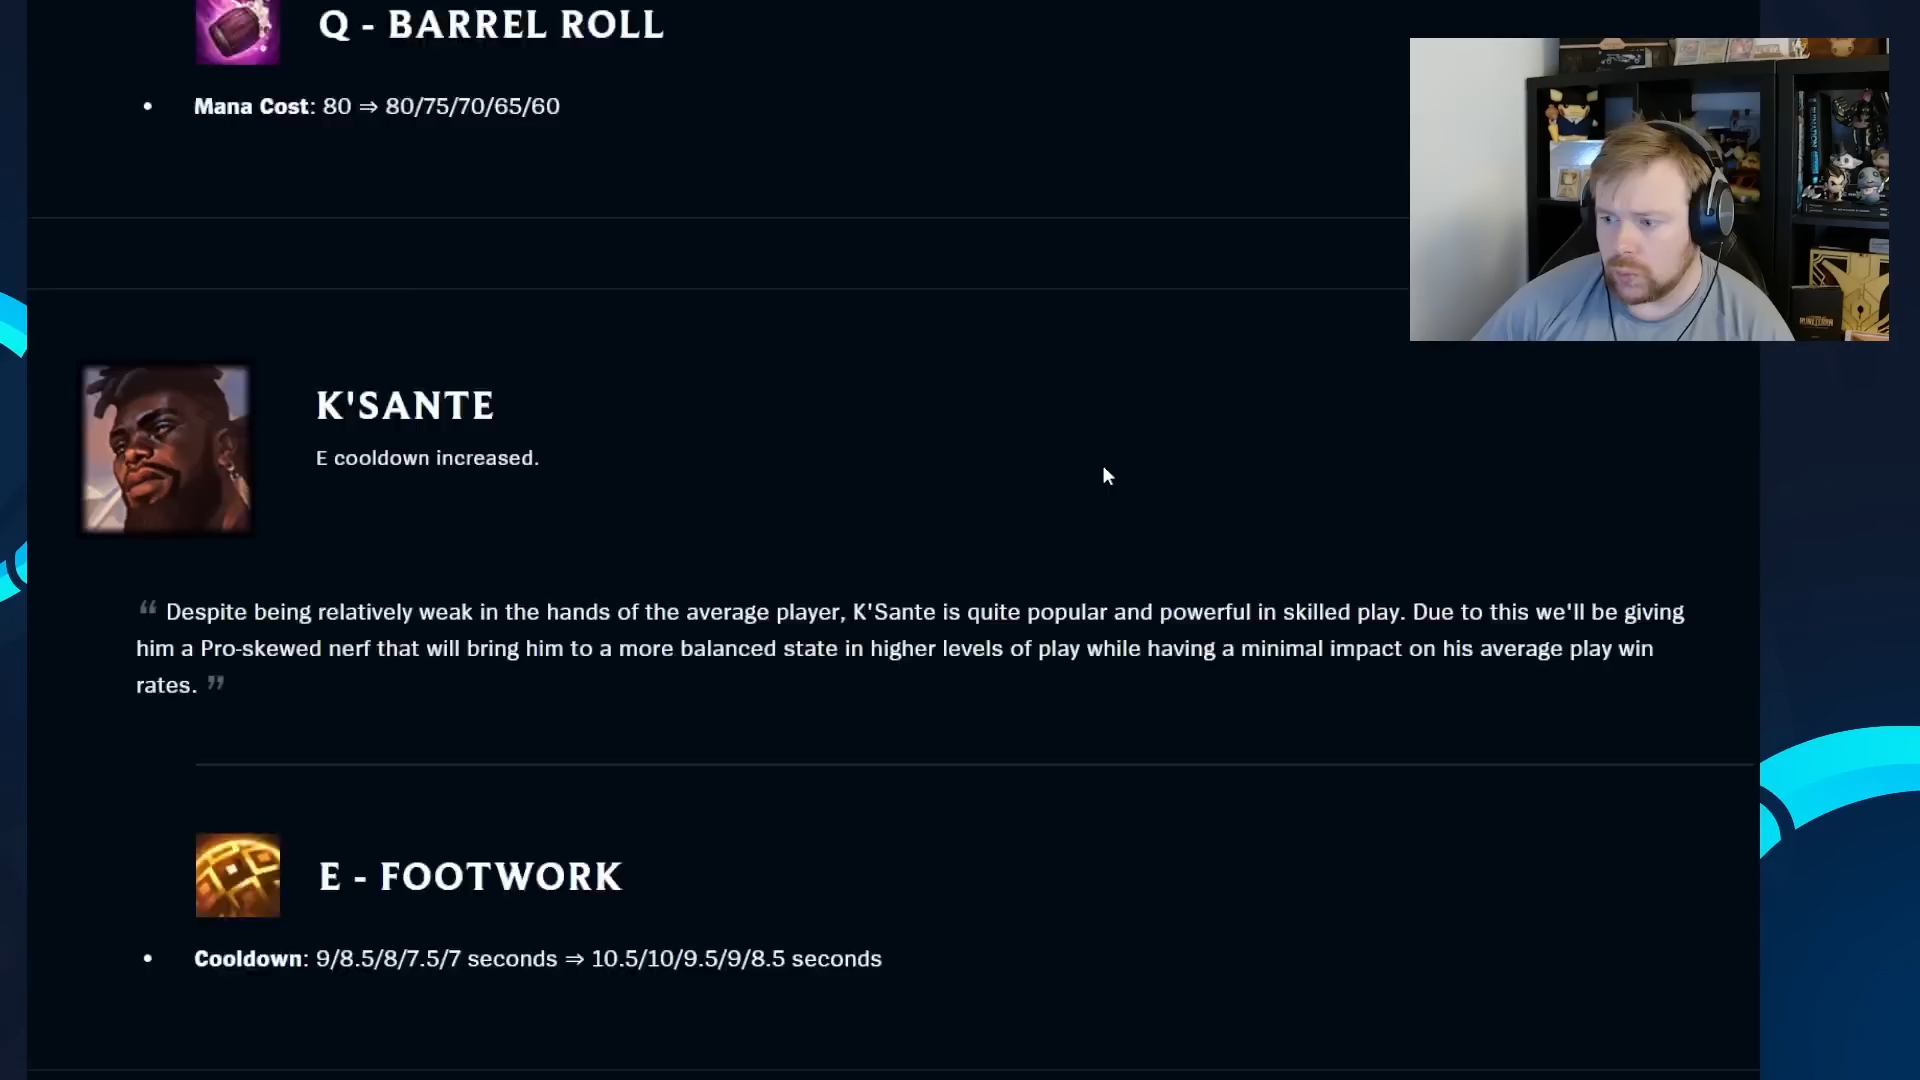 Q - BARREL ROLL
• Mana Cost: 80 ⇒ 80/75/70/65/60
K'SANTE
E cooldown increased.
“ Despite being relatively weak in the hands of the average player, K'Sante is quite popular and powerful in skilled play. Due to this we'll be giving
him a Pro-skewed nerf that will bring him to a more balanced state in higher levels of play while having a minimal impact on his average play win
rates. ”
E - FOOTWORK
• Cooldown: 9/8.5/8/7.5/7 seconds ⇒ 10.5/10/9.5/9/8.5 seconds